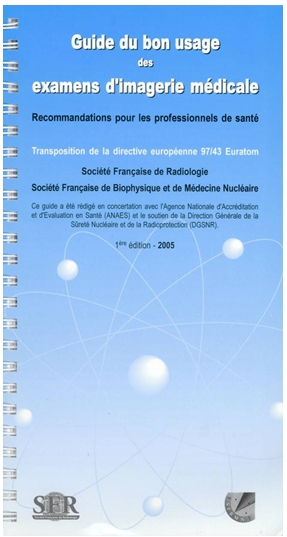 Guide du bon usage
des
examens d'imagerie médicale
Recommandations pour les professionnels de santé
Transposition de la directive européenne 97/43 Euratom
Société Française de Radiologie
Société Française de Biophysique et de Médecine Nucléaire
Ce guide a été rédigé en concertation avec l'Agence Nationale d'Accréditation
et d'Evaluation en Santé (ANAES) et le soutien de la Direction Générale de la
Sûreté Nucléaire et de la Radioprotection (DGSNR).
1ère édition - 2005
SFR